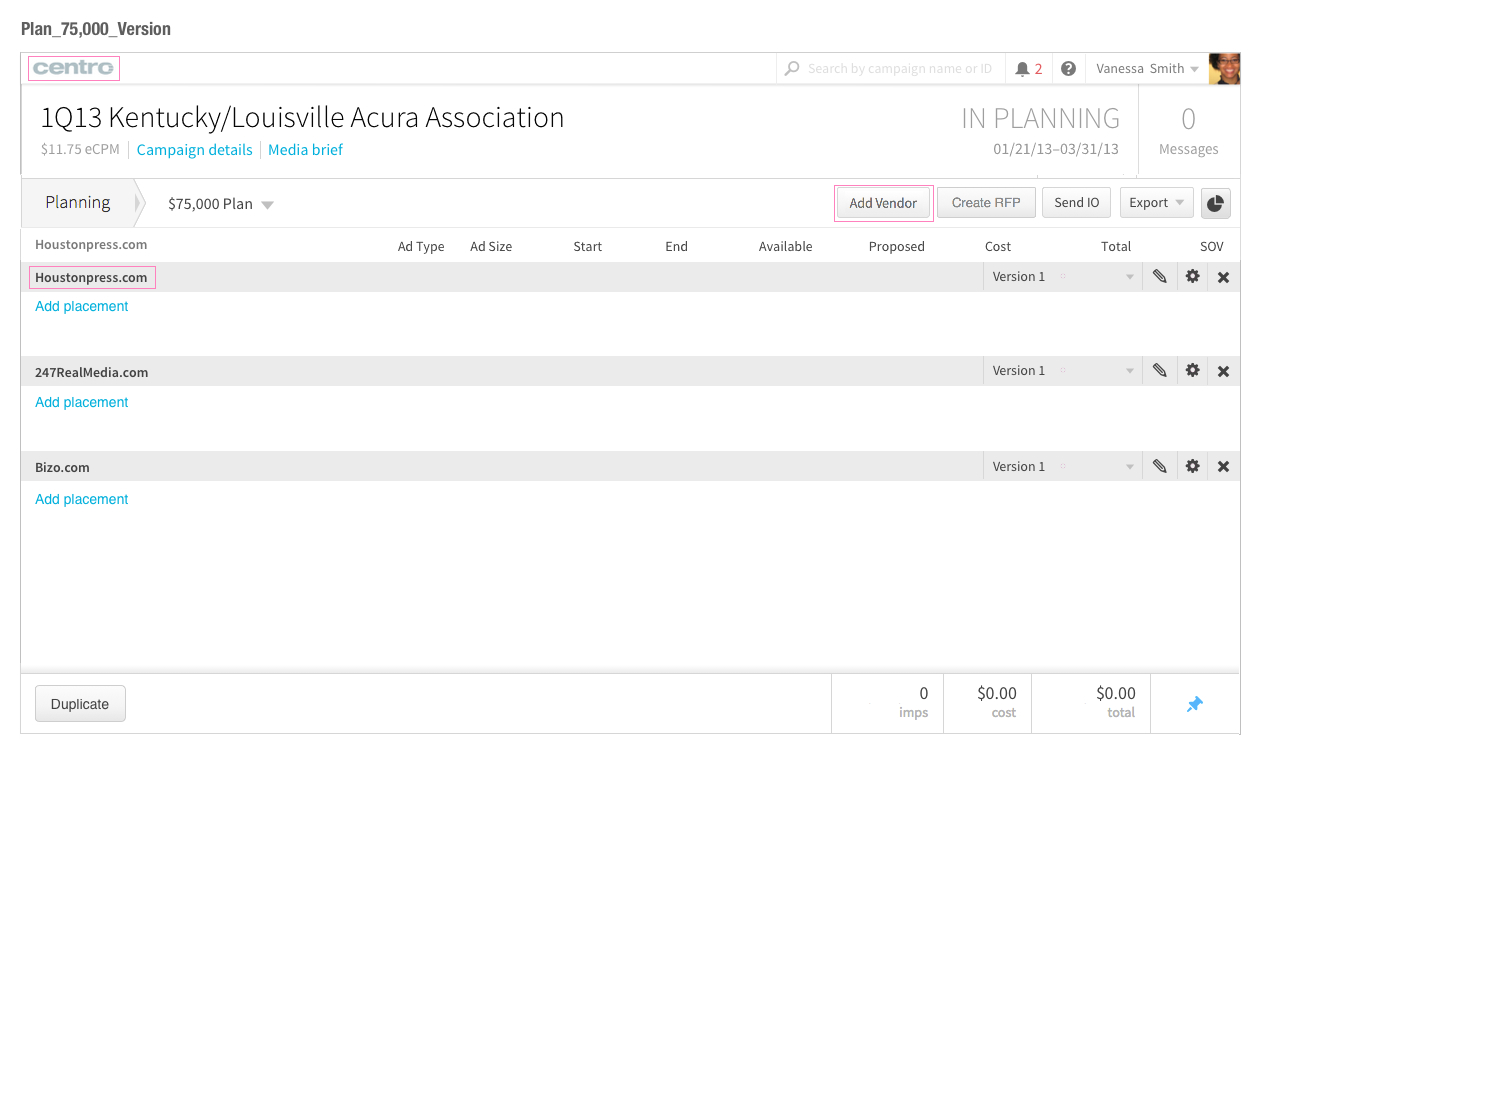 Plan_75,000_Version
centro
Search by campaign name or ID
2
?
Vanessa Smith
1Q13 Kentucky/Louisville Acura Association
IN PLANNING
0
$11.75 eCPM
Campaign details
Media brief
01/21/13–03/31/13
Messages
Planning
$75,000 Plan
Add Vendor
Create RFP
Send IO
Export
Houstonpress.com
Ad Type
Ad Size
Start
End
Available
Proposed
Cost
Total
SOV
Houstonpress.com
Version 1
Add placement
247RealMedia.com
Version 1
Add placement
Bizo.com
Version 1
Add placement
Duplicate
0
imps
$0.00
cost
$0.00
total